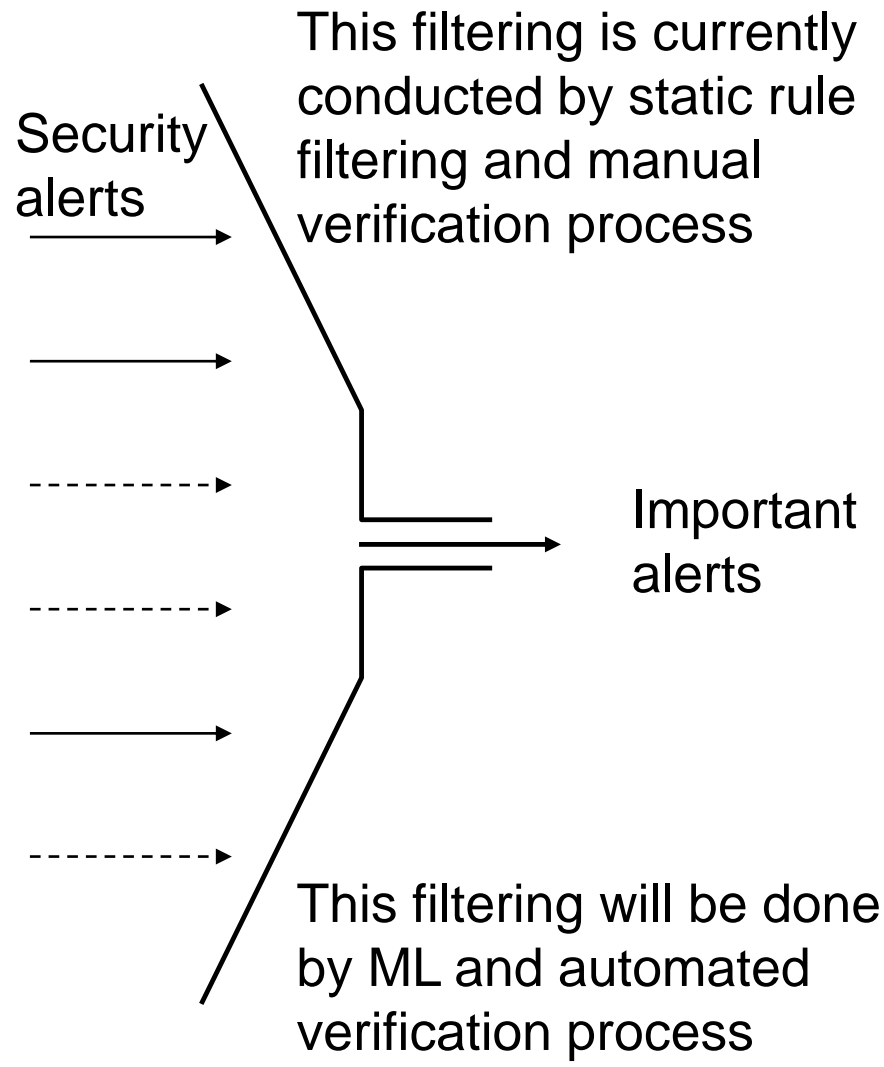 This filtering is currently
conducted by static rule
filtering and manual
verification process
Security
alerts
Important
alerts
This filtering will be done
by ML and automated
verification process